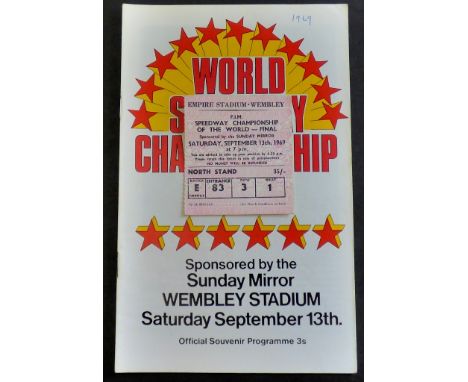 1969
WORLD
EMPIRE STADIUM - WEMBLEY
F.I.M.
SPEEDWAY CHAMPIONSHIP
OF THE WORLD — FINAL
Sponsored by the SUNDAY MIRROR
SATURDAY, SEPTEMBER 13th, 1969
at 7 p.m.
NORTH STAND 35/-
ENTRANCE
E 83 3 1
Sponsored by the
Sunday Mirror
WEMBLEY STADIUM
Saturday September 13th.
Official Souvenir Programme 3s